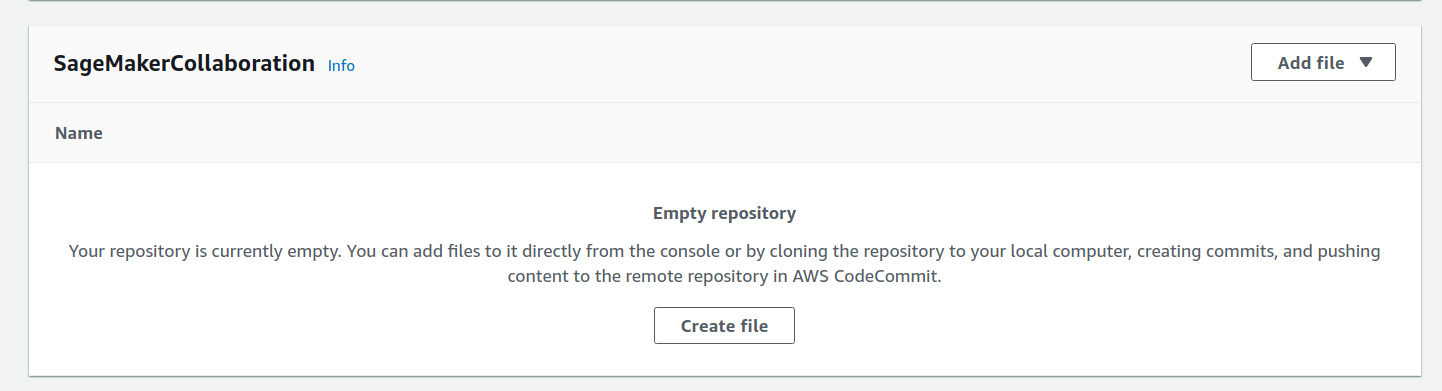 SageMakerCollaboration Info
Add file
Name
Empty repository
Your repository is currently empty. You can add files to it directly from the console or by cloning the repository to your local computer, creating commits, and pushing
content to the remote repository in AWS CodeCommit.
Create file